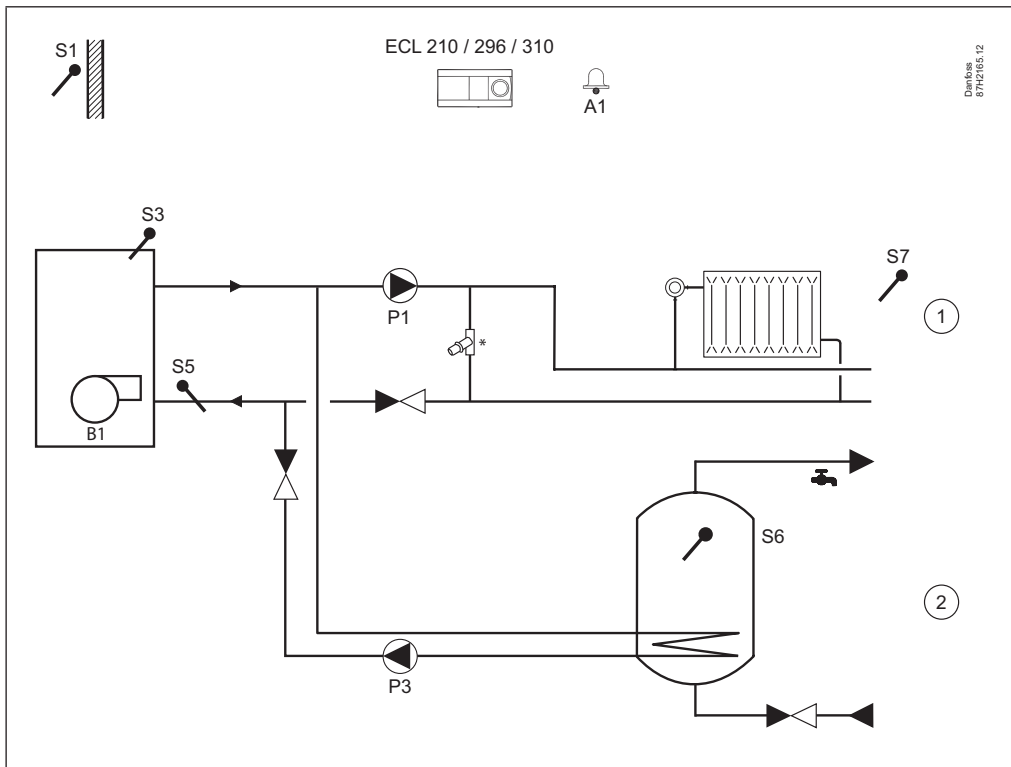 S1
ECL 210 / 296 / 310
A1
Danfoss
87H2165.12
S3
S7
P1
*
1
S5
B1
S6
2
P3